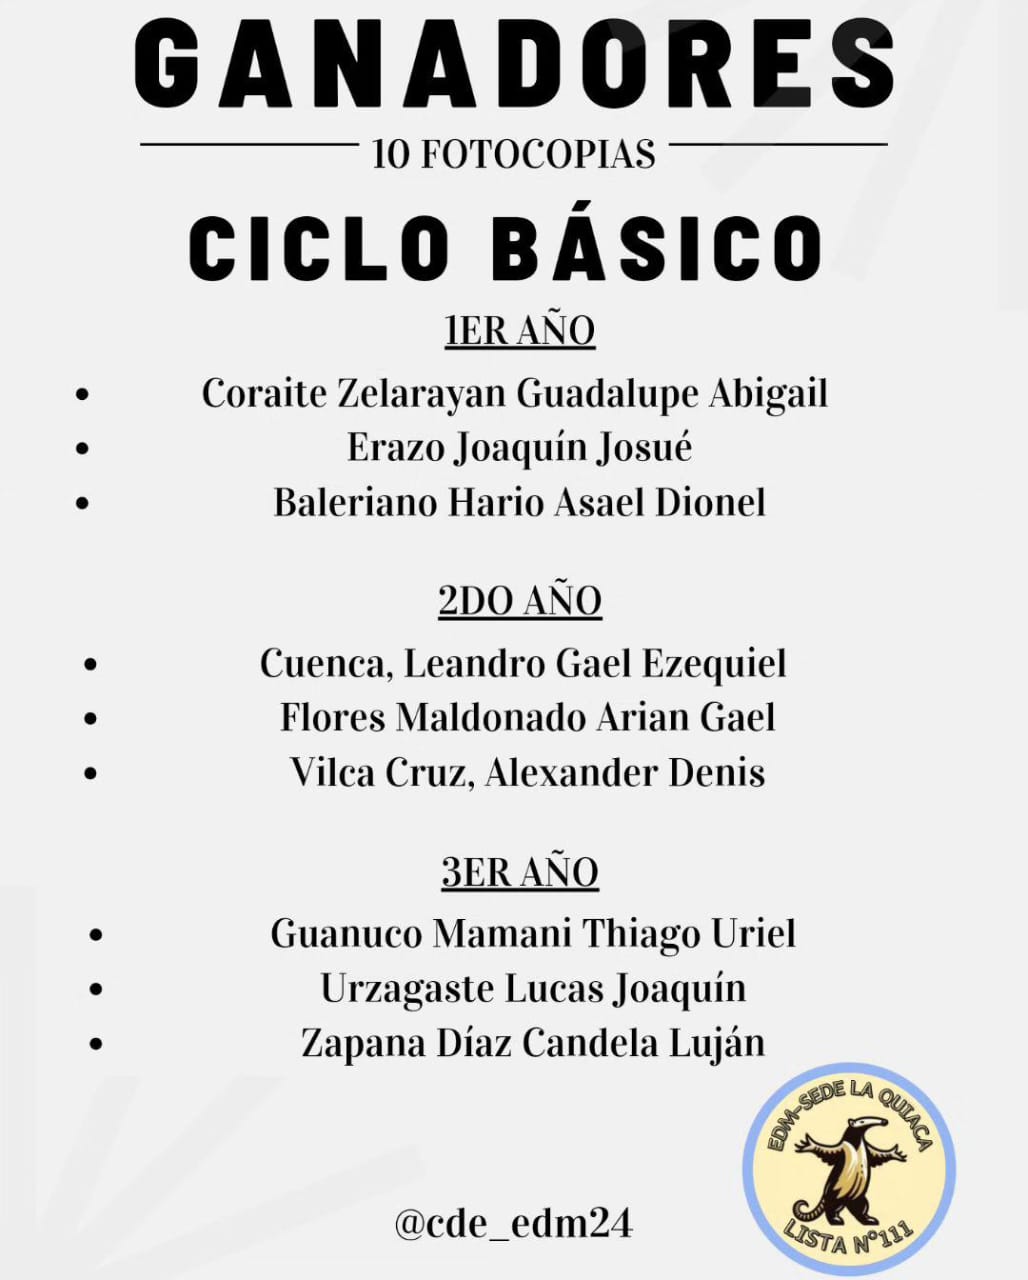 GANADORES
10 FOTOCOPIAS
CICLO BÁSICO
1ER AÑO
• Coraite Zelarayan Guadalupe Abigail
• Erazo Joaquín Josué
• Baleriano Hario Asael Dionel
2DO AÑO
• Cuenca, Leandro Gael Ezequiel
• Flores Maldonado Arian Gael
• Vilca Cruz, Alexander Denis
3ER AÑO
• Guanuco Mamani Thiago Uriel
• Urzagaste Lucas Joaquín
• Zapana Díaz Candela Luján
EDM-SEDE LA QUIACA
LISTA N°111
@cde_edm24